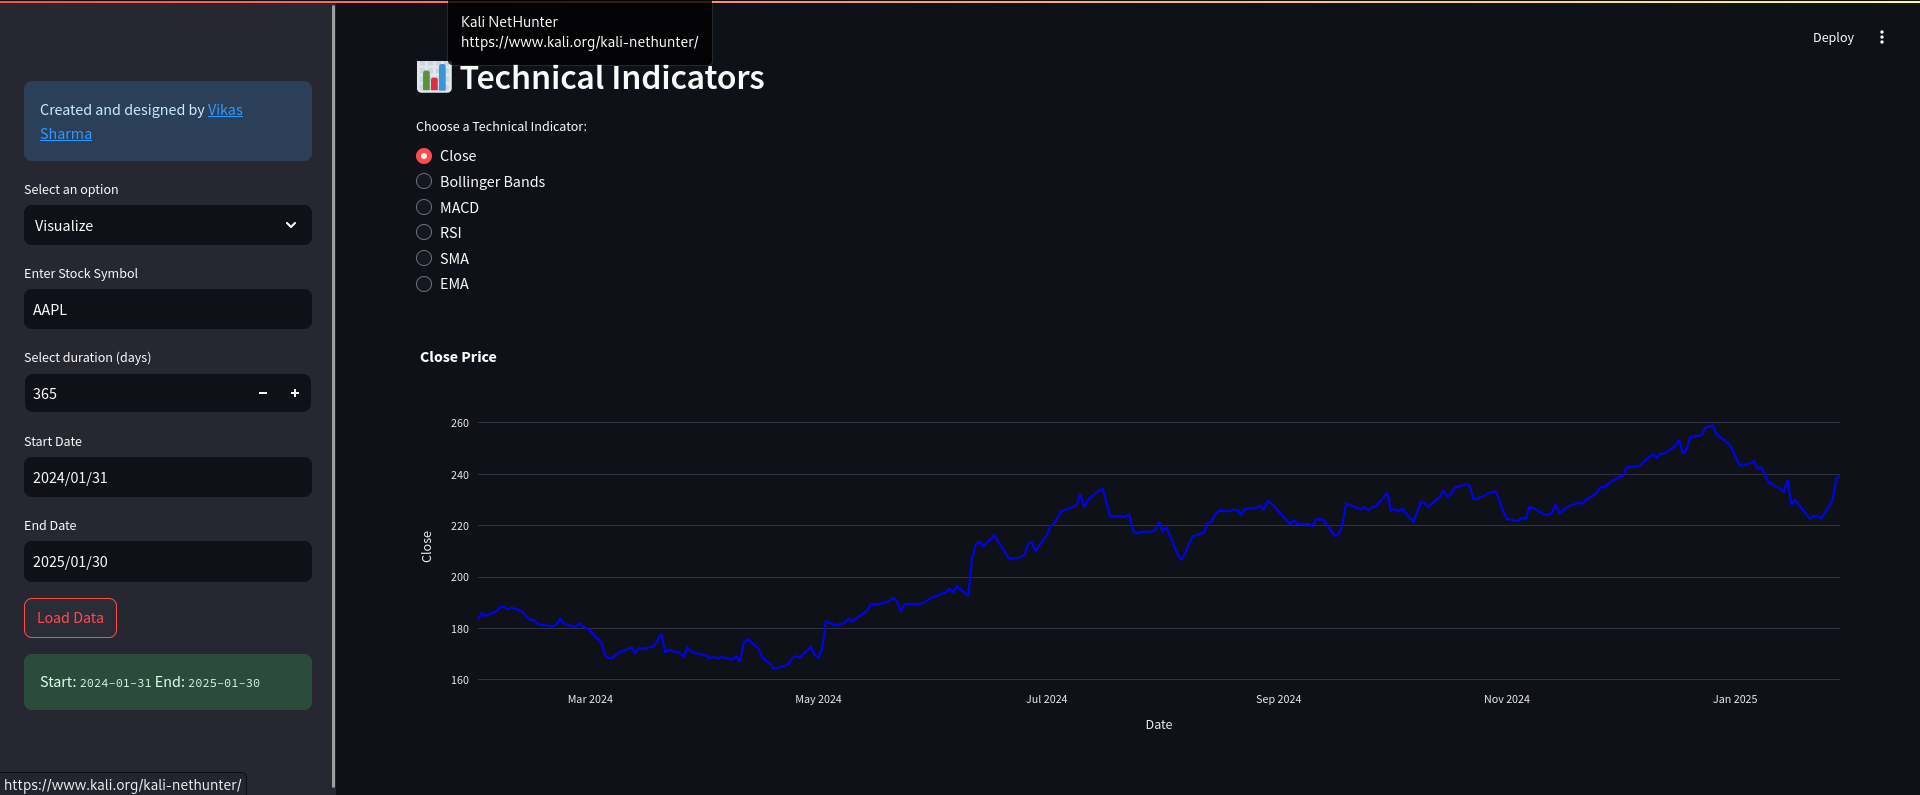 Kali NetHunter
https://www.kali.org/kali-nethunter/
Deploy
Created and designed by Vikas
Sharma
Select an option
Visualize
Enter Stock Symbol
AAPL
Select duration (days)
365
Start Date
2024/01/31
End Date
2025/01/30
Load Data
Start: 2024-01-31 End: 2025-01-30
https://www.kali.org/kali-nethunter/
Technical Indicators
Choose a Technical Indicator:
Close
Bollinger Bands
MACD
RSI
SMA
EMA
Close Price
260
240
220
200
180
160
Close
Mar 2024
May 2024
Jul 2024
Sep 2024
Nov 2024
Jan 2025
Date